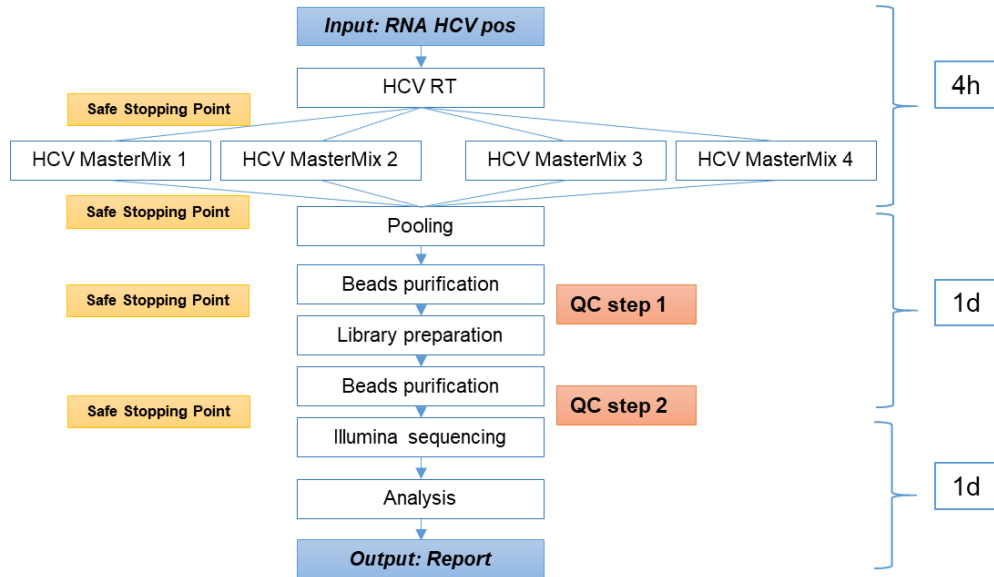 Input: RNA HCV pos
HCV RT
4h
Safe Stopping Point
HCV MasterMix 1
HCV MasterMix 2
HCV MasterMix 3
HCV MasterMix 4
Safe Stopping Point
Pooling
Beads purification
Safe Stopping Point
QC step 1
1d
Library preparation
Beads purification
Safe Stopping Point
QC step 2
Illumina sequencing
1d
Analysis
Output: Report